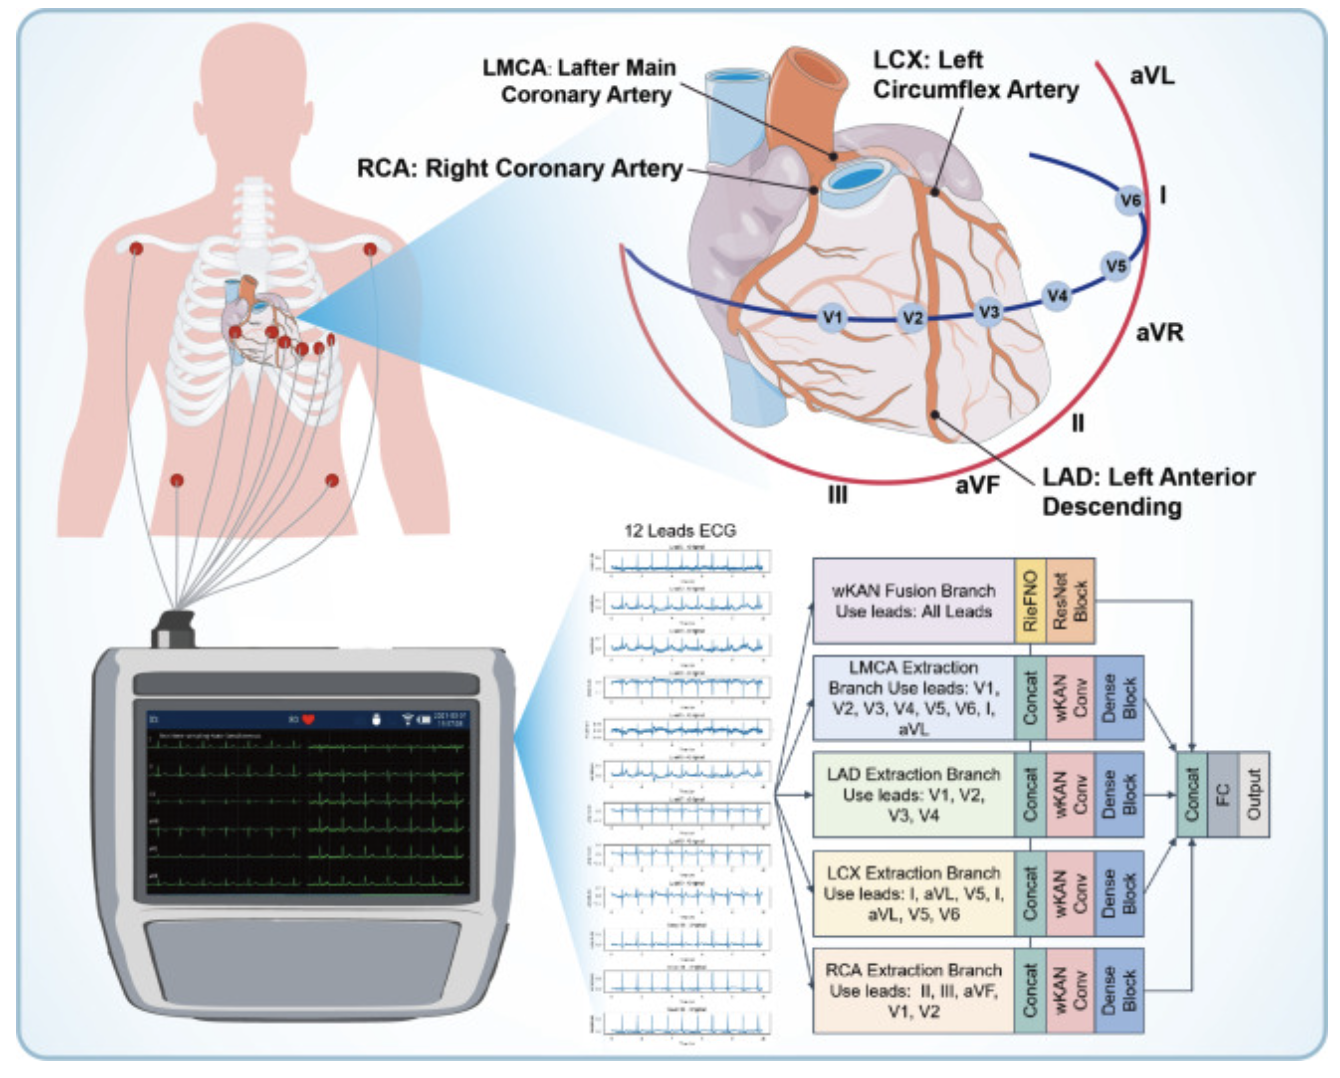 LMCA: Lafter Main
Coronary Artery
LCX: Left
Circumflex Artery
aVL
RCA: Right Coronary Artery
V6
I
V5
V4
V3
V2
V1
aVR
II
aVF
III
LAD: Left Anterior
Descending
12 Leads ECG
wKAN Fusion Branch
Use leads: All Leads
RieFNO
ResNet
Block
LMCA Extraction
Branch Use leads: V1,
V2, V3, V4, V5, V6, I,
aVL
Concat
wKAN
Conv
Dense
Block
LAD Extraction Branch
Use leads: V1, V2,
V3, V4
Concat
wKAN
Conv
Dense
Block
LCX Extraction Branch
Use leads: I, aVL, V5, I,
aVL, V5, V6
Concat
wKAN
Conv
Dense
Block
RCA Extraction Branch
Use leads: II, III, aVF,
V1, V2
Concat
wKAN
Conv
Dense
Block
Concat
FC
Output